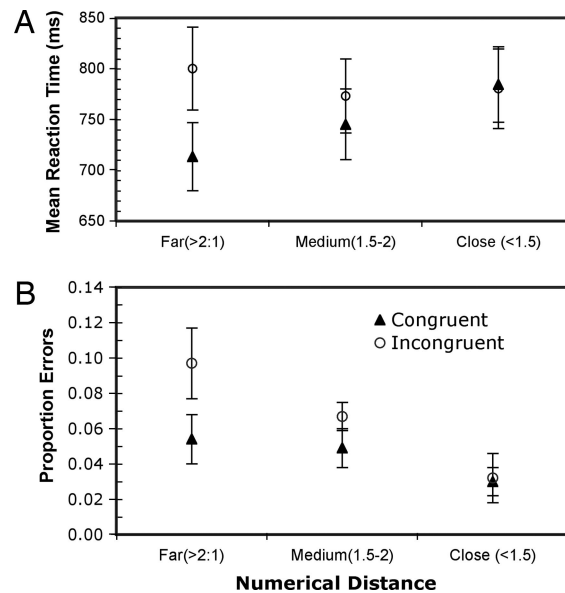 A
Mean Reaction Time (ms)
850
800
750
700
650
Far(>2:1) Medium(1.5-2) Close (<1.5)
B
Proportion Errors
0.14
0.12
0.10
0.08
0.06
0.04
0.02
0.00
Congruent
Incongruent
Far(>2:1) Medium(1.5-2) Close (<1.5)
Numerical Distance